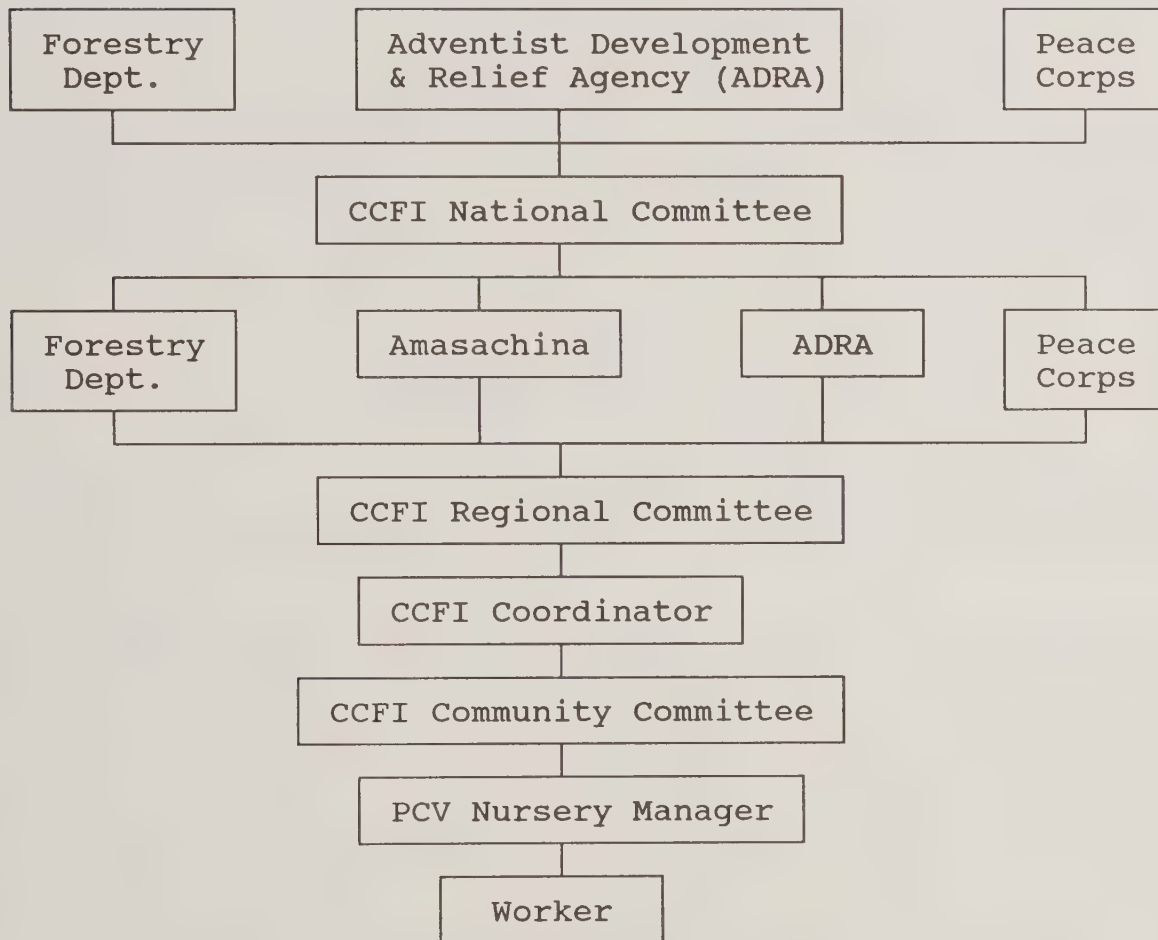 Forestry
Dept.
Adventist Development
& Relief Agency (ADRA)
Peace
Corps
CCFI National Committee
Forestry
Dept.
Amasachina
ADRA
Peace
Corps
CCFI Regional Committee
CCFI Coordinator
CCFI Community Committee
PCV Nursery Manager
Worker